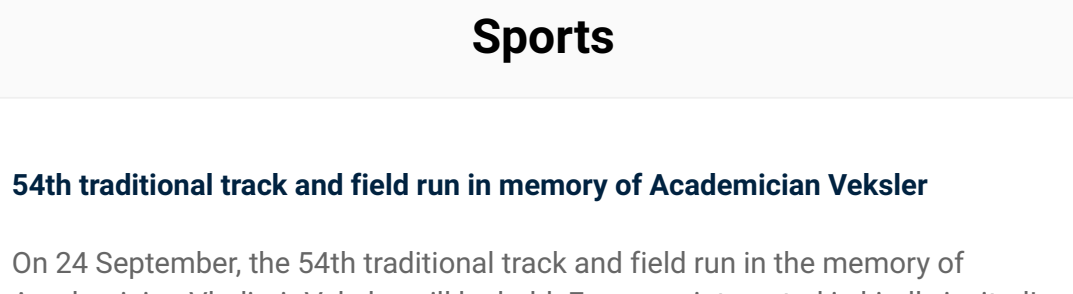 Sports
54th traditional track and field run in memory of Academician Veksler
On 24 September, the 54th traditional track and field run in the memory of